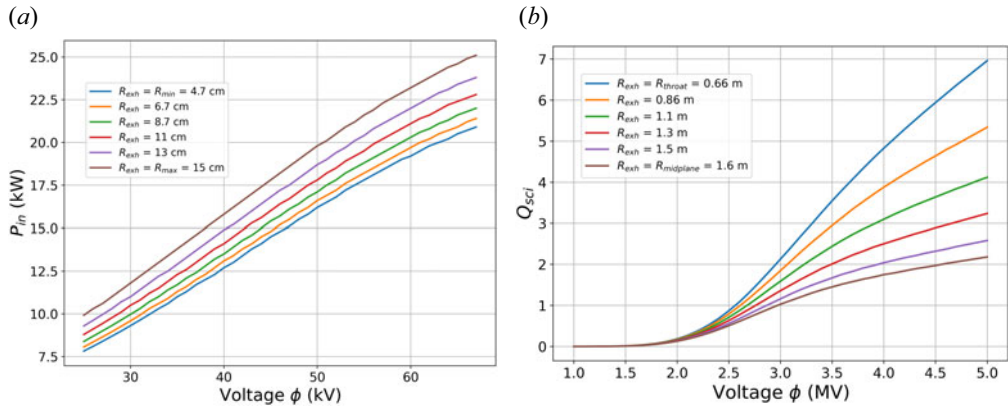 (a)
P_in (kW)
25.0
22.5
20.0
17.5
15.0
12.5
10.0
7.5
R_exh = R_min = 4.7 cm
R_exh = 6.7 cm
R_exh = 8.7 cm
R_exh = 11 cm
R_exh = 13 cm
R_exh = R_max = 15 cm
30 40 50 60
Voltage ϕ (kV)
(b)
Q_sci
7
6
5
4
3
2
1
0
R_exh = R_throat = 0.66 m
R_exh = 0.86 m
R_exh = 1.1 m
R_exh = 1.3 m
R_exh = 1.5 m
R_exh = R_midplane = 1.6 m
1.0 1.5 2.0 2.5 3.0 3.5 4.0 4.5 5.0
Voltage ϕ (MV)